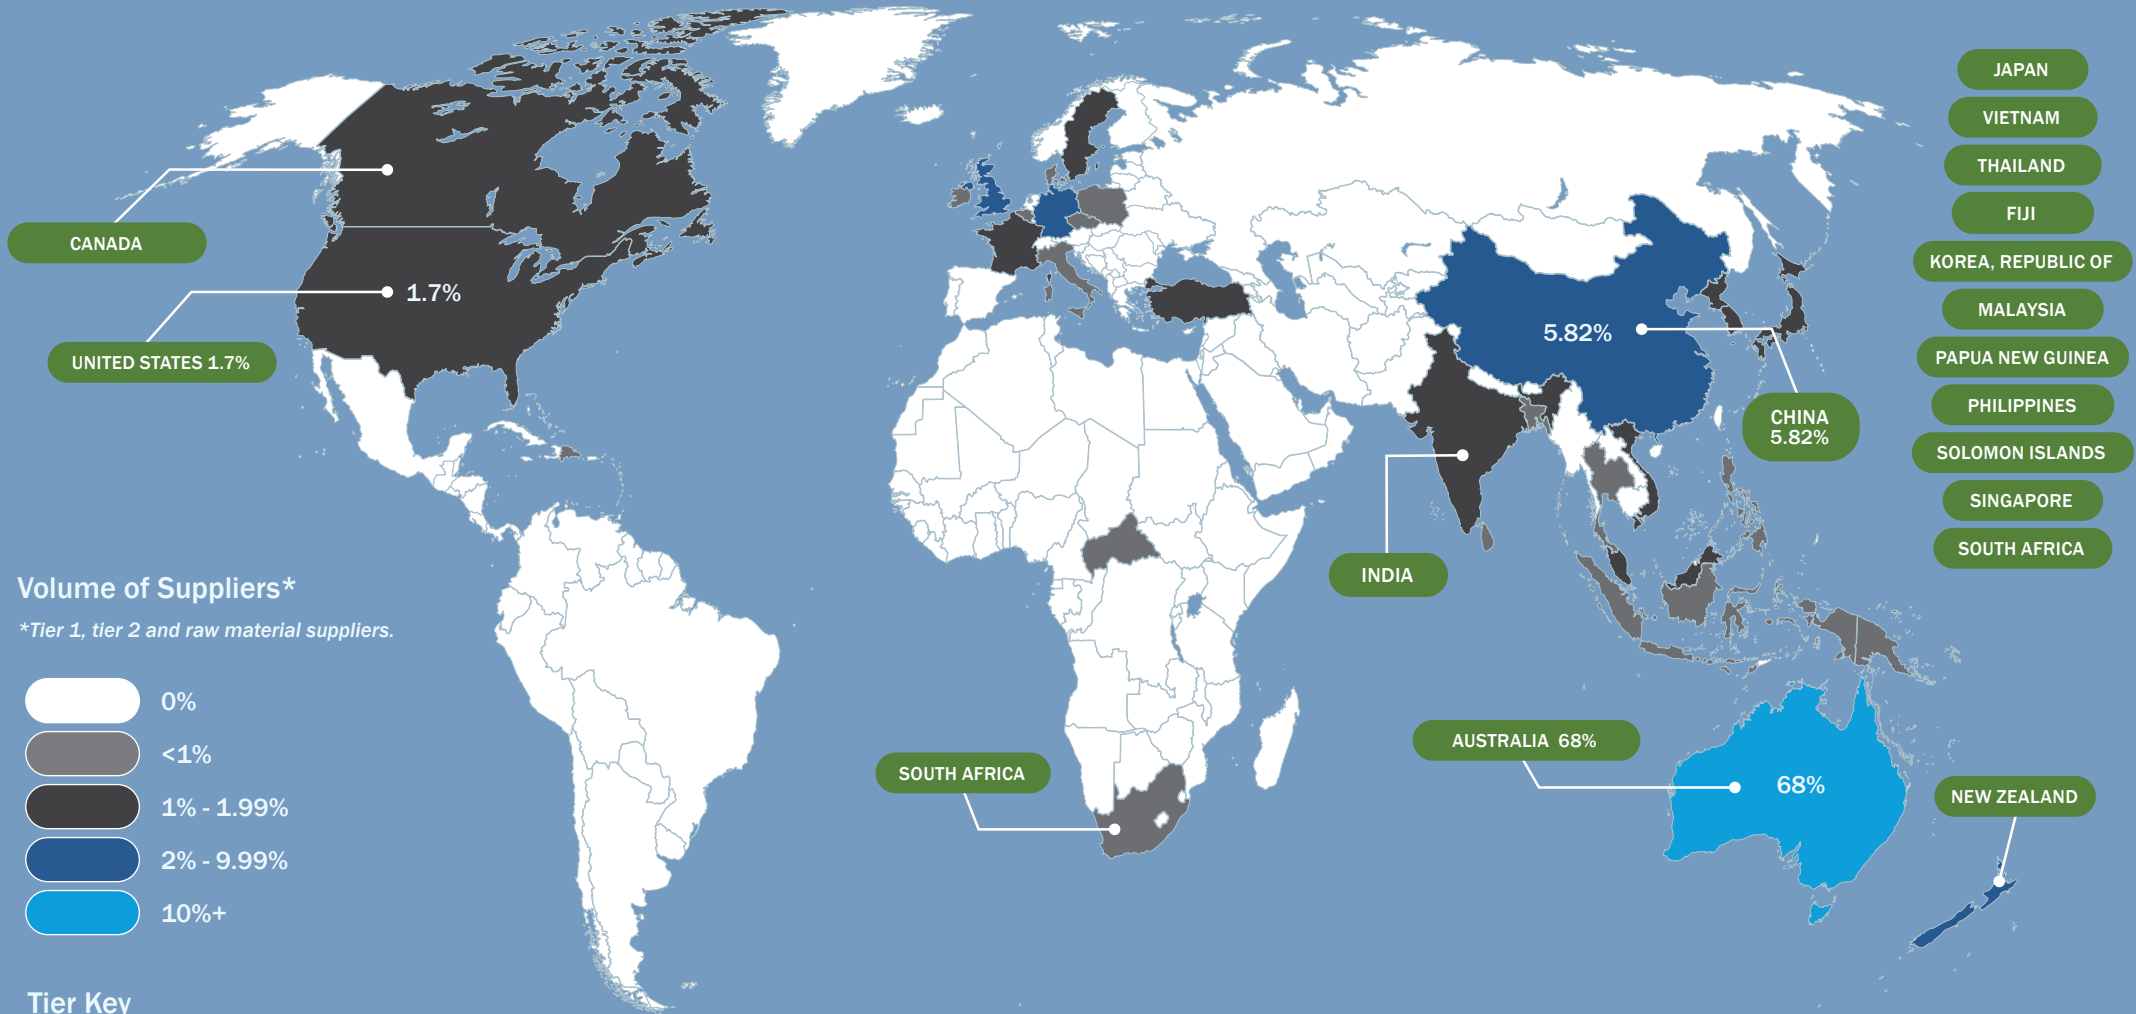 JAPAN
VIETNAM
THAILAND
FIJI
KOREA, REPUBLIC OF
MALAYSIA
PAPUA NEW GUINEA
PHILIPPINES
SOLOMON ISLANDS
SINGAPORE
SOUTH AFRICA
CANADA
1.7%
UNITED STATES 1.7%
5.82%
CHINA
5.82%
INDIA
SOUTH AFRICA
AUSTRALIA 68%
68%
NEW ZEALAND
Volume of Suppliers*
*Tier 1, tier 2 and raw material suppliers.
0%
<1%
1% - 1.99%
2% - 9.99%
10%+
Tier Key